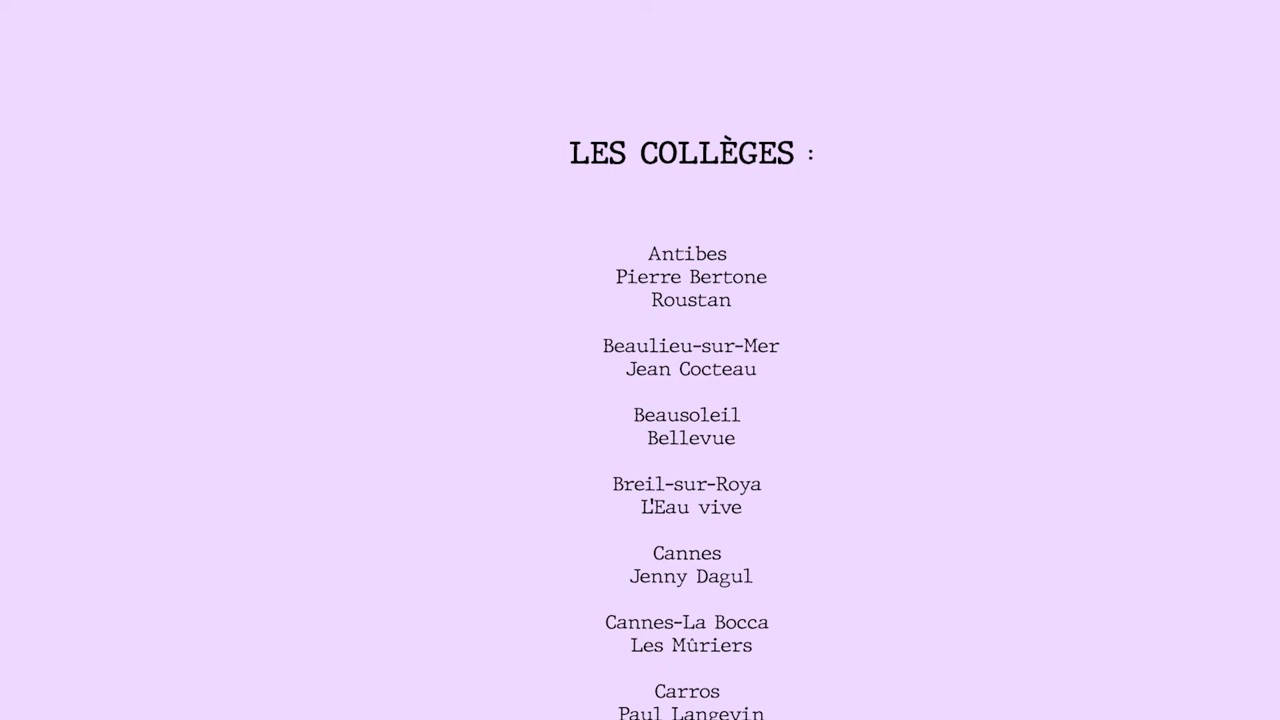 LES COLLÈGES :
Antibes
Pierre Bertone
Roustan
Beaulieu-sur-Mer
Jean Cocteau
Beausoleil
Bellevue
Breil-sur-Roya
L'Eau vive
Cannes
Jenny Dagul
Cannes-La Bocca
Les Mûriers
Carros
Paul Langevin